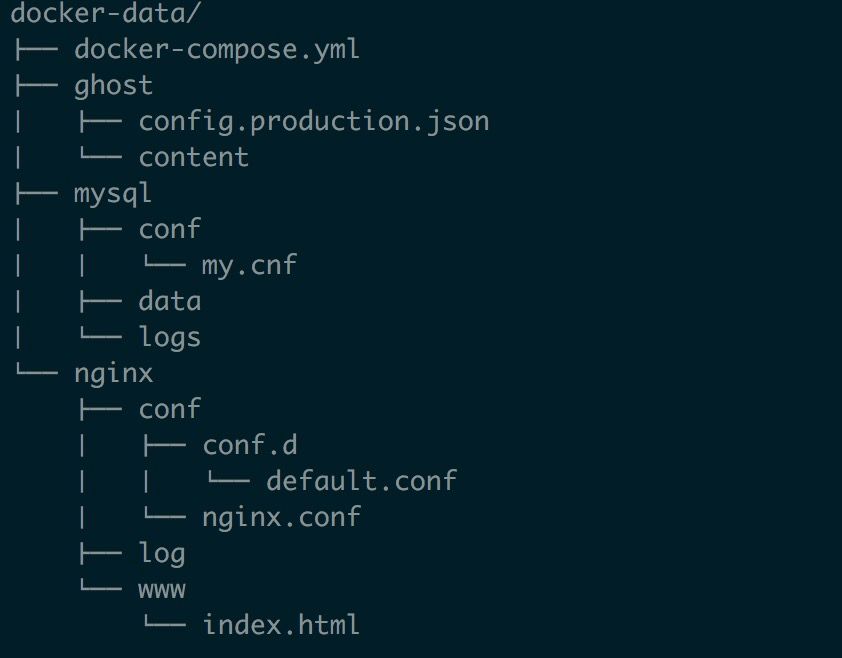 docker-data/
├── docker-compose.yml
├── ghost
│   ├── config.production.json
│   └── content
├── mysql
│   ├── conf
│   │   └── my.cnf
│   ├── data
│   └── logs
└── nginx
    ├── conf
    │   ├── conf.d
    │   │   └── default.conf
    │   └── nginx.conf
    ├── log
    └── www
        └── index.html